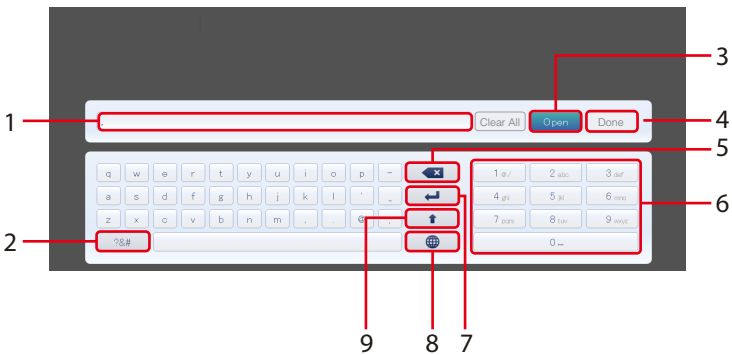 3
1
Clear All Open Done
4
5
q w e r t y u i o p -
1 @/ 2 abc 3 def
a s d f g h j k l ' _
4 ghi 5 jkl 6 mno
6
z x c v b n m , . @
7 pqrs 8 tuv 9 wxyz
2
?&#
0
9 8 7